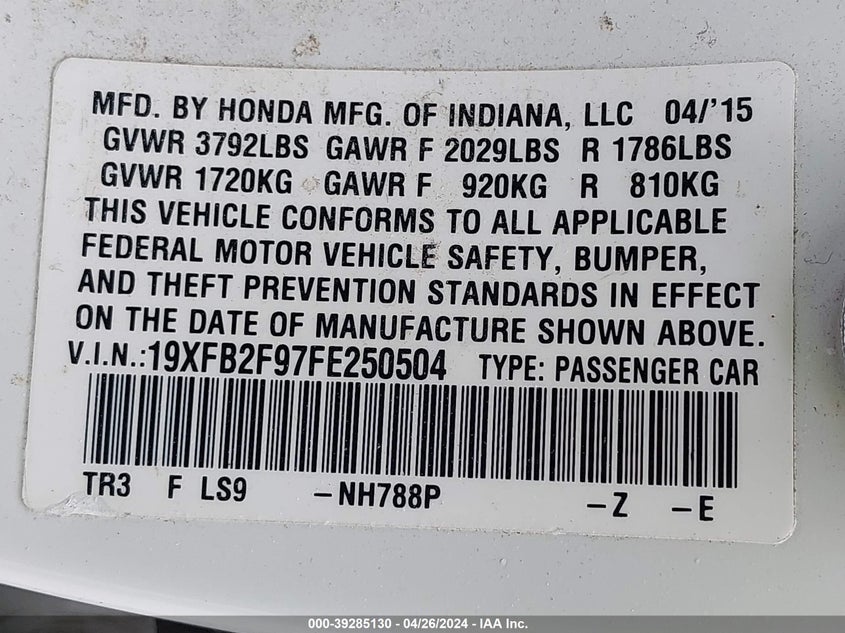 MFD. BY HONDA MFG. OF INDIANA, LLC 04/'15
GVWR 3792LBS GAWR F 2029LBS R 1786LBS
GVWR 1720KG GAWR F 920KG R 810KG
THIS VEHICLE CONFORMS TO ALL APPLICABLE
FEDERAL MOTOR VEHICLE SAFETY, BUMPER,
AND THEFT PREVENTION STANDARDS IN EFFECT
ON THE DATE OF MANUFACTURE SHOWN ABOVE.
V.I.N.:19XFB2F97FE250504 TYPE: PASSENGER CAR
TR3 F LS9 –NH788P –Z –E
000-39285130 - 04/26/2024 - IAA Inc.